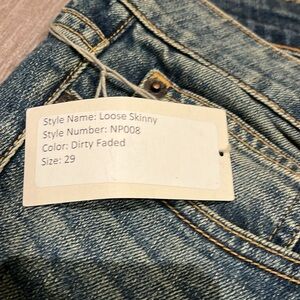 Style Name: Loose Skinny
Style Number: NP008
Color: Dirty Faded
Size: 29